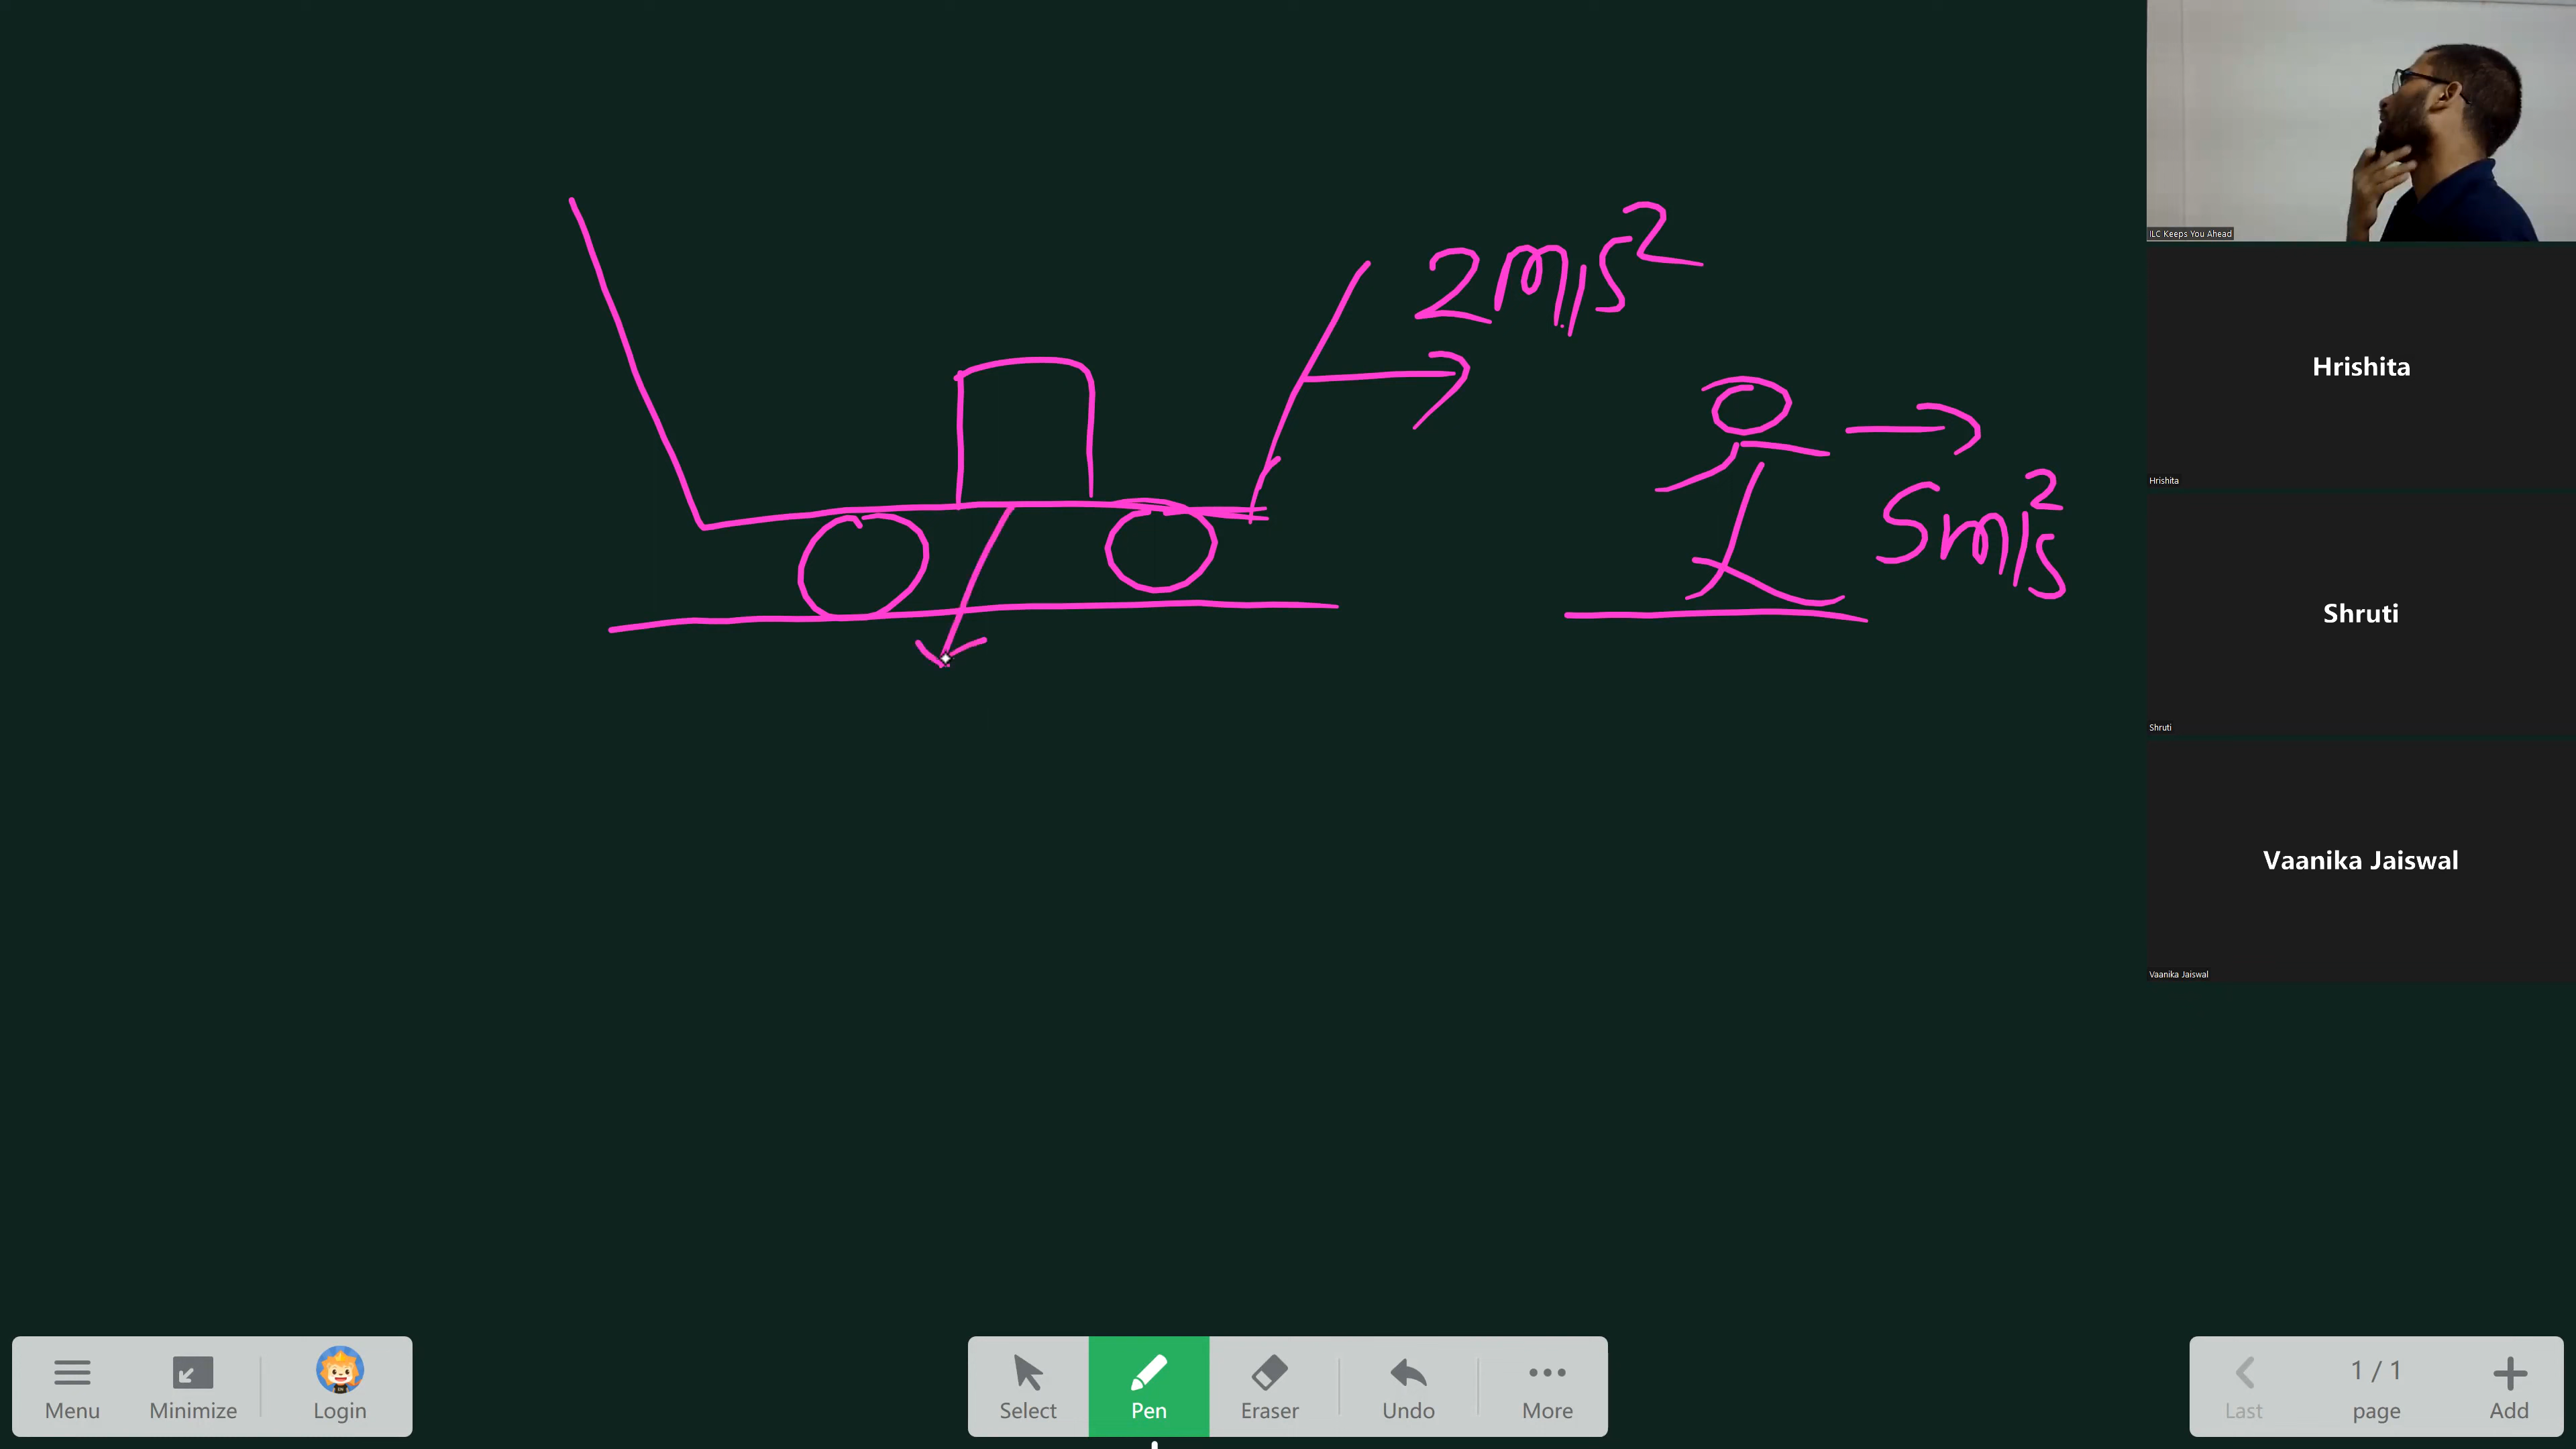 2m/s²
5m/s²
ILC Keeps You Ahead
Hrishita
Hrishita
Shruti
Shruti
Vaanika Jaiswal
Vaanika Jaiswal
Menu
Minimize
Login
Select
Pen
Eraser
Undo
More
Last
1 / 1
page
Add